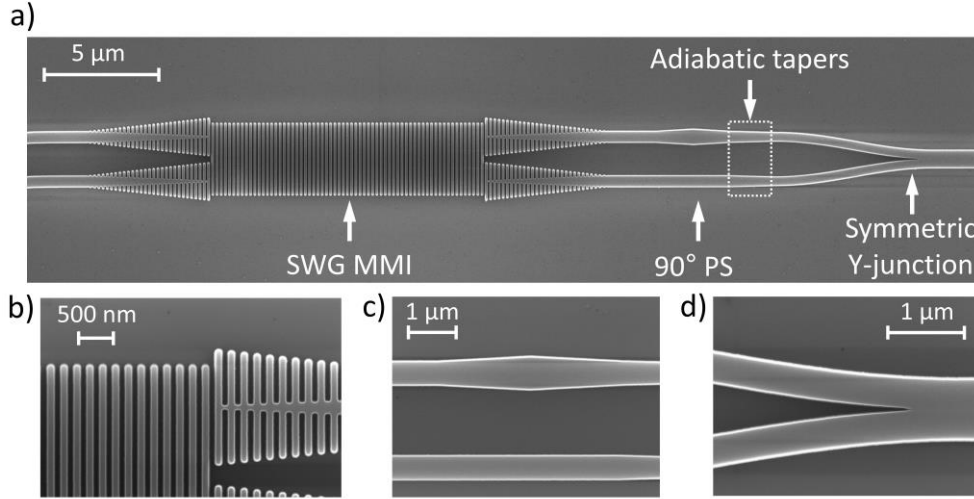 a)
5 μm
Adiabatic tapers
SWG MMI
90° PS
Symmetric
Y-junction
b)
500 nm
c)
1 μm
d)
1 μm